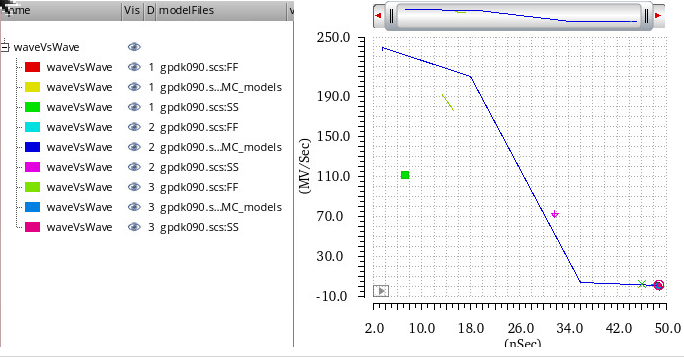 name Vis D modelFiles v
waveVsWave
waveVsWave 1 gpdk090.scs:FF
waveVsWave 1 gpdk090.s...MC_models
waveVsWave 1 gpdk090.scs:SS
waveVsWave 2 gpdk090.scs:FF
waveVsWave 2 gpdk090.s...MC_models
waveVsWave 2 gpdk090.scs:SS
waveVsWave 3 gpdk090.scs:FF
waveVsWave 3 gpdk090.s...MC_models
waveVsWave 3 gpdk090.scs:SS
250.0
190.0
150.0
110.0
70.0
30.0
-10.0
(MV/Sec)
2.0 10.0 18.0 26.0 34.0 42.0 50.0
(nSec)